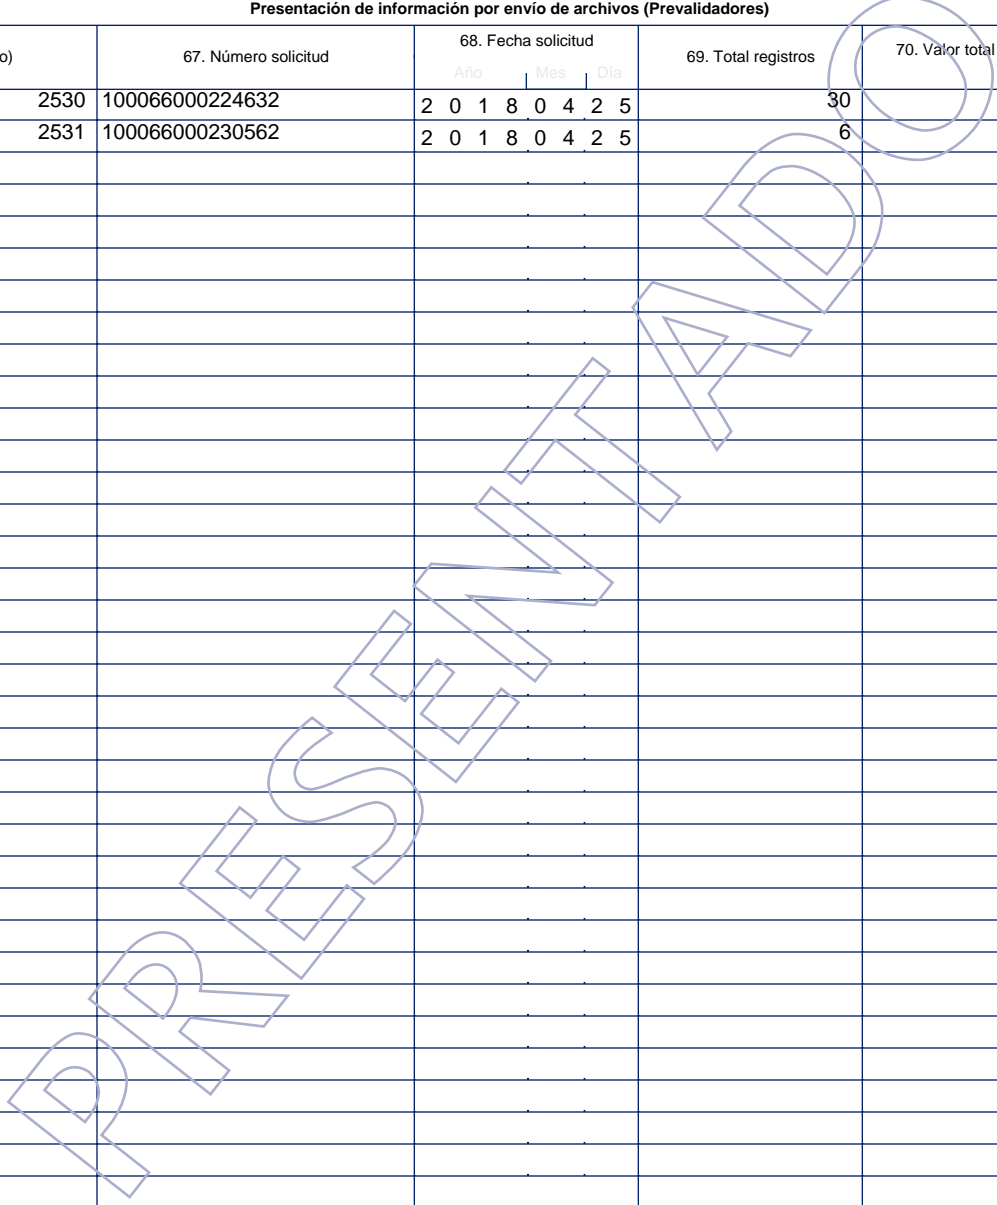 Presentación de información por envío de archivos (Prevalidadores)
o) 67. Número solicitud 68. Fecha solicitud 69. Total registros 70. Valor total
Año Mes Día
2530 100066000224632 2 0 1 8 0 4 2 5 30
2531 100066000230562 2 0 1 8 0 4 2 5 6
PRESENTADO